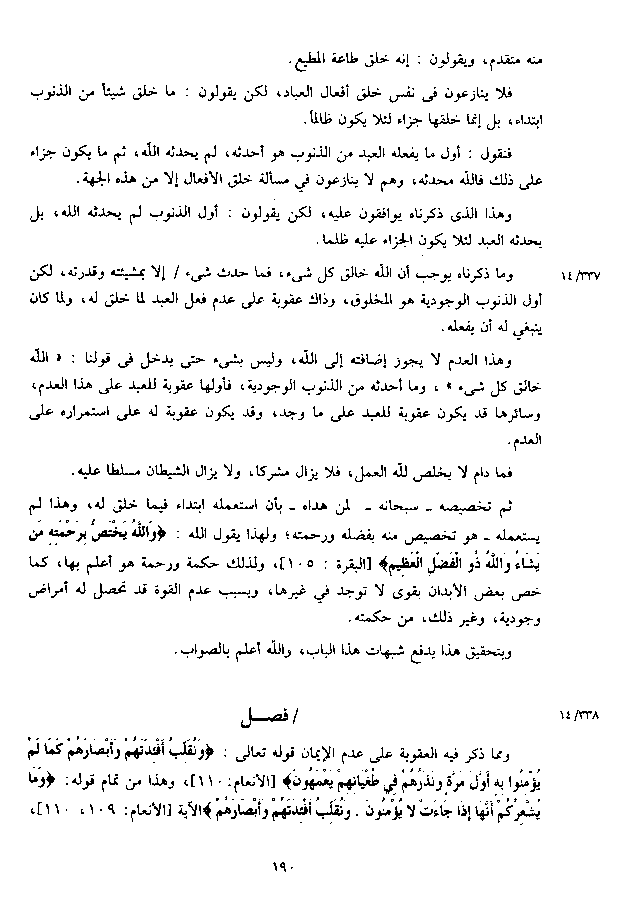 منه متقدم، ويقولون : إنه خلق طاعة المطيع.
فلا ينازعون فى نفس خلق أفعال العباد، لكن يقولون : ما خلق شيئاً من الذنوب
ابتداء، بل إنما خلقها جزاء لئلا يكون ظالماً.
فنقول : أول ما يفعله العبد من الذنوب هو أحدثه، لم يحدثه الله، ثم ما يكون جزاء
على ذلك فالله محدثه، وهم لا ينازعون في مسألة خلق الأفعال إلا من هذه الجهة.
وهذا الذى ذكرناه يوافقون عليه، لكن يقولون : أول الذنوب لم يحدثه الله، بل
يحدثه العبد لئلا يكون الجزاء عليه ظلما.
١٤/٣٣٧ وما ذكرناه يوجب أن الله خالق كل شىء، فما حدث شىء / إلا بمشيئته وقدرته، لكن
أول الذنوب الوجودية هو المخلوق، وذاك عقوبة على عدم فعل العبد لما خلق له، ولما كان
ينبغي له أن يفعله.
وهذا العدم لا يجوز إضافته إلى الله، وليس بشىء حتى يدخل فى قولنا : « الله
خالق كل شىء » ، وما أحدثه من الذنوب الوجودية، فأولها عقوبة للعبد على هذا العدم،
وسائرها قد يكون عقوبة للعبد على ما وجد، وقد يكون عقوبة له على استمراره على
العدم.
فما دام لا يخلص لله العمل، فلا يزال مشركا، ولا يزال الشيطان مسلطا عليه.
ثم تخصيصه ـ سبحانه ـ لمن هداه ـ بأن استعمله ابتداء فيما خلق له، وهذا لم
يستعمله ـ هو تخصيص منه بفضله ورحمته؛ ولهذا يقول الله : ﴿وَاللَّهُ يَخْتَصُّ بِرَحْمَتِهِ مَن
يَشَاءُ وَاللَّهُ ذُو الْفَضْلِ الْعَظِيمِ﴾ [البقرة : ١٠٥]، ولذلك حكمة ورحمة هو أعلم بها، كما
خص بعض الأبدان بقوى لا توجد في غيرها، وبسبب عدم القوة قد تحصل له أمراض
وجودية، وغير ذلك، من حكمته.
وبتحقيق هذا يدفع شبهات هذا الباب، والله أعلم بالصواب.
١٤/٣٣٨ / فصــل
ومما ذكر فيه العقوبة على عدم الإيمان قوله تعالى : ﴿وَنُقَلِّبُ أَفْئِدَتَهُمْ وَأَبْصَارَهُمْ كَمَا لَمْ
يُؤْمِنُوا بِهِ أَوَّلَ مَرَّةٍ وَنَذَرُهُمْ فِي طُغْيَانِهِمْ يَعْمَهُونَ﴾ [الأنعام: ١١٠]، وهذا من تمام قوله: ﴿وَمَا
يُشْعِرُكُمْ أَنَّهَا إِذَا جَاءَتْ لا يُؤْمِنُونَ . وَنُقَلِّبُ أَفْئِدَتَهُمْ وَأَبْصَارَهُمْ﴾الآية [الأنعام: ١٠٩، ١١٠]،
١٩٠